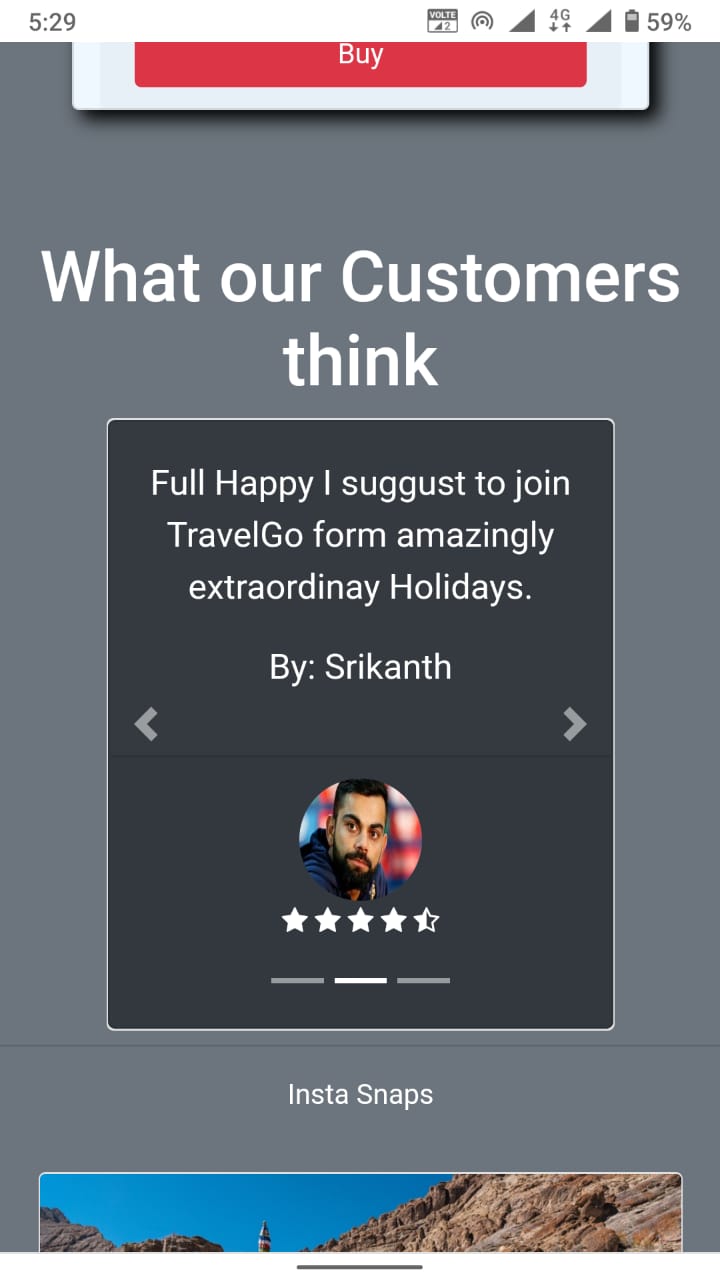 5:29
VOLTE
2
4G
59%
Buy
What our Customers
think
Full Happy I suggust to join
TravelGo form amazingly
extraordinay Holidays.
By: Srikanth
Insta Snaps